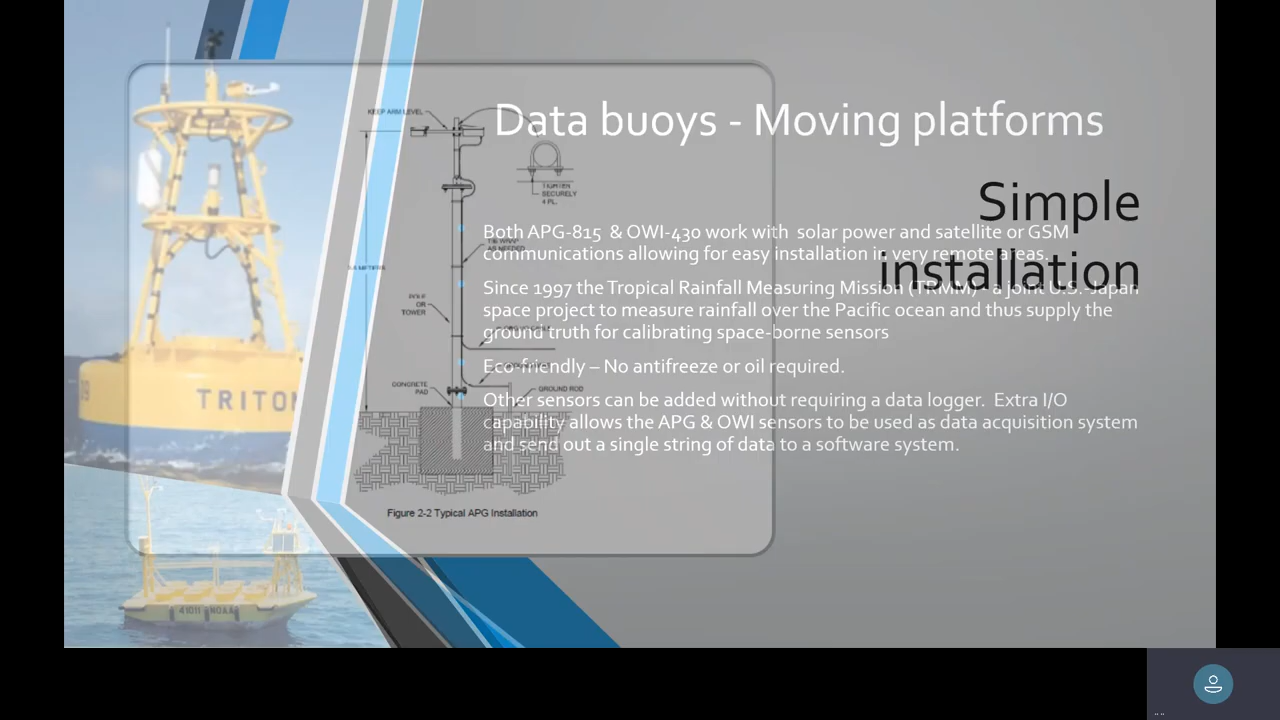 Data buoys - Moving platforms
Simple
installation
Both APG-815 & OWI-430 work with solar power and satellite or GSM
communications allowing for easy installation in very remote areas.
Since 1997 the Tropical Rainfall Measuring Mission (TRMM) - a joint U.S.-Japan
space project to measure rainfall over the Pacific ocean and thus supply the
ground truth for calibrating space-borne sensors
Eco-friendly – No antifreeze or oil required.
Other sensors can be added without requiring a data logger. Extra I/O
capability allows the APG & OWI sensors to be used as data acquisition system
and send out a single string of data to a software system.
KEEP ARM LEVEL
TIGHTEN
SECURELY
4 PL.
OR
TOWER
CONCRETE
PAD
GROUND ROD
Figure 2-2 Typical APG Installation
TRITON
41011 NOAA